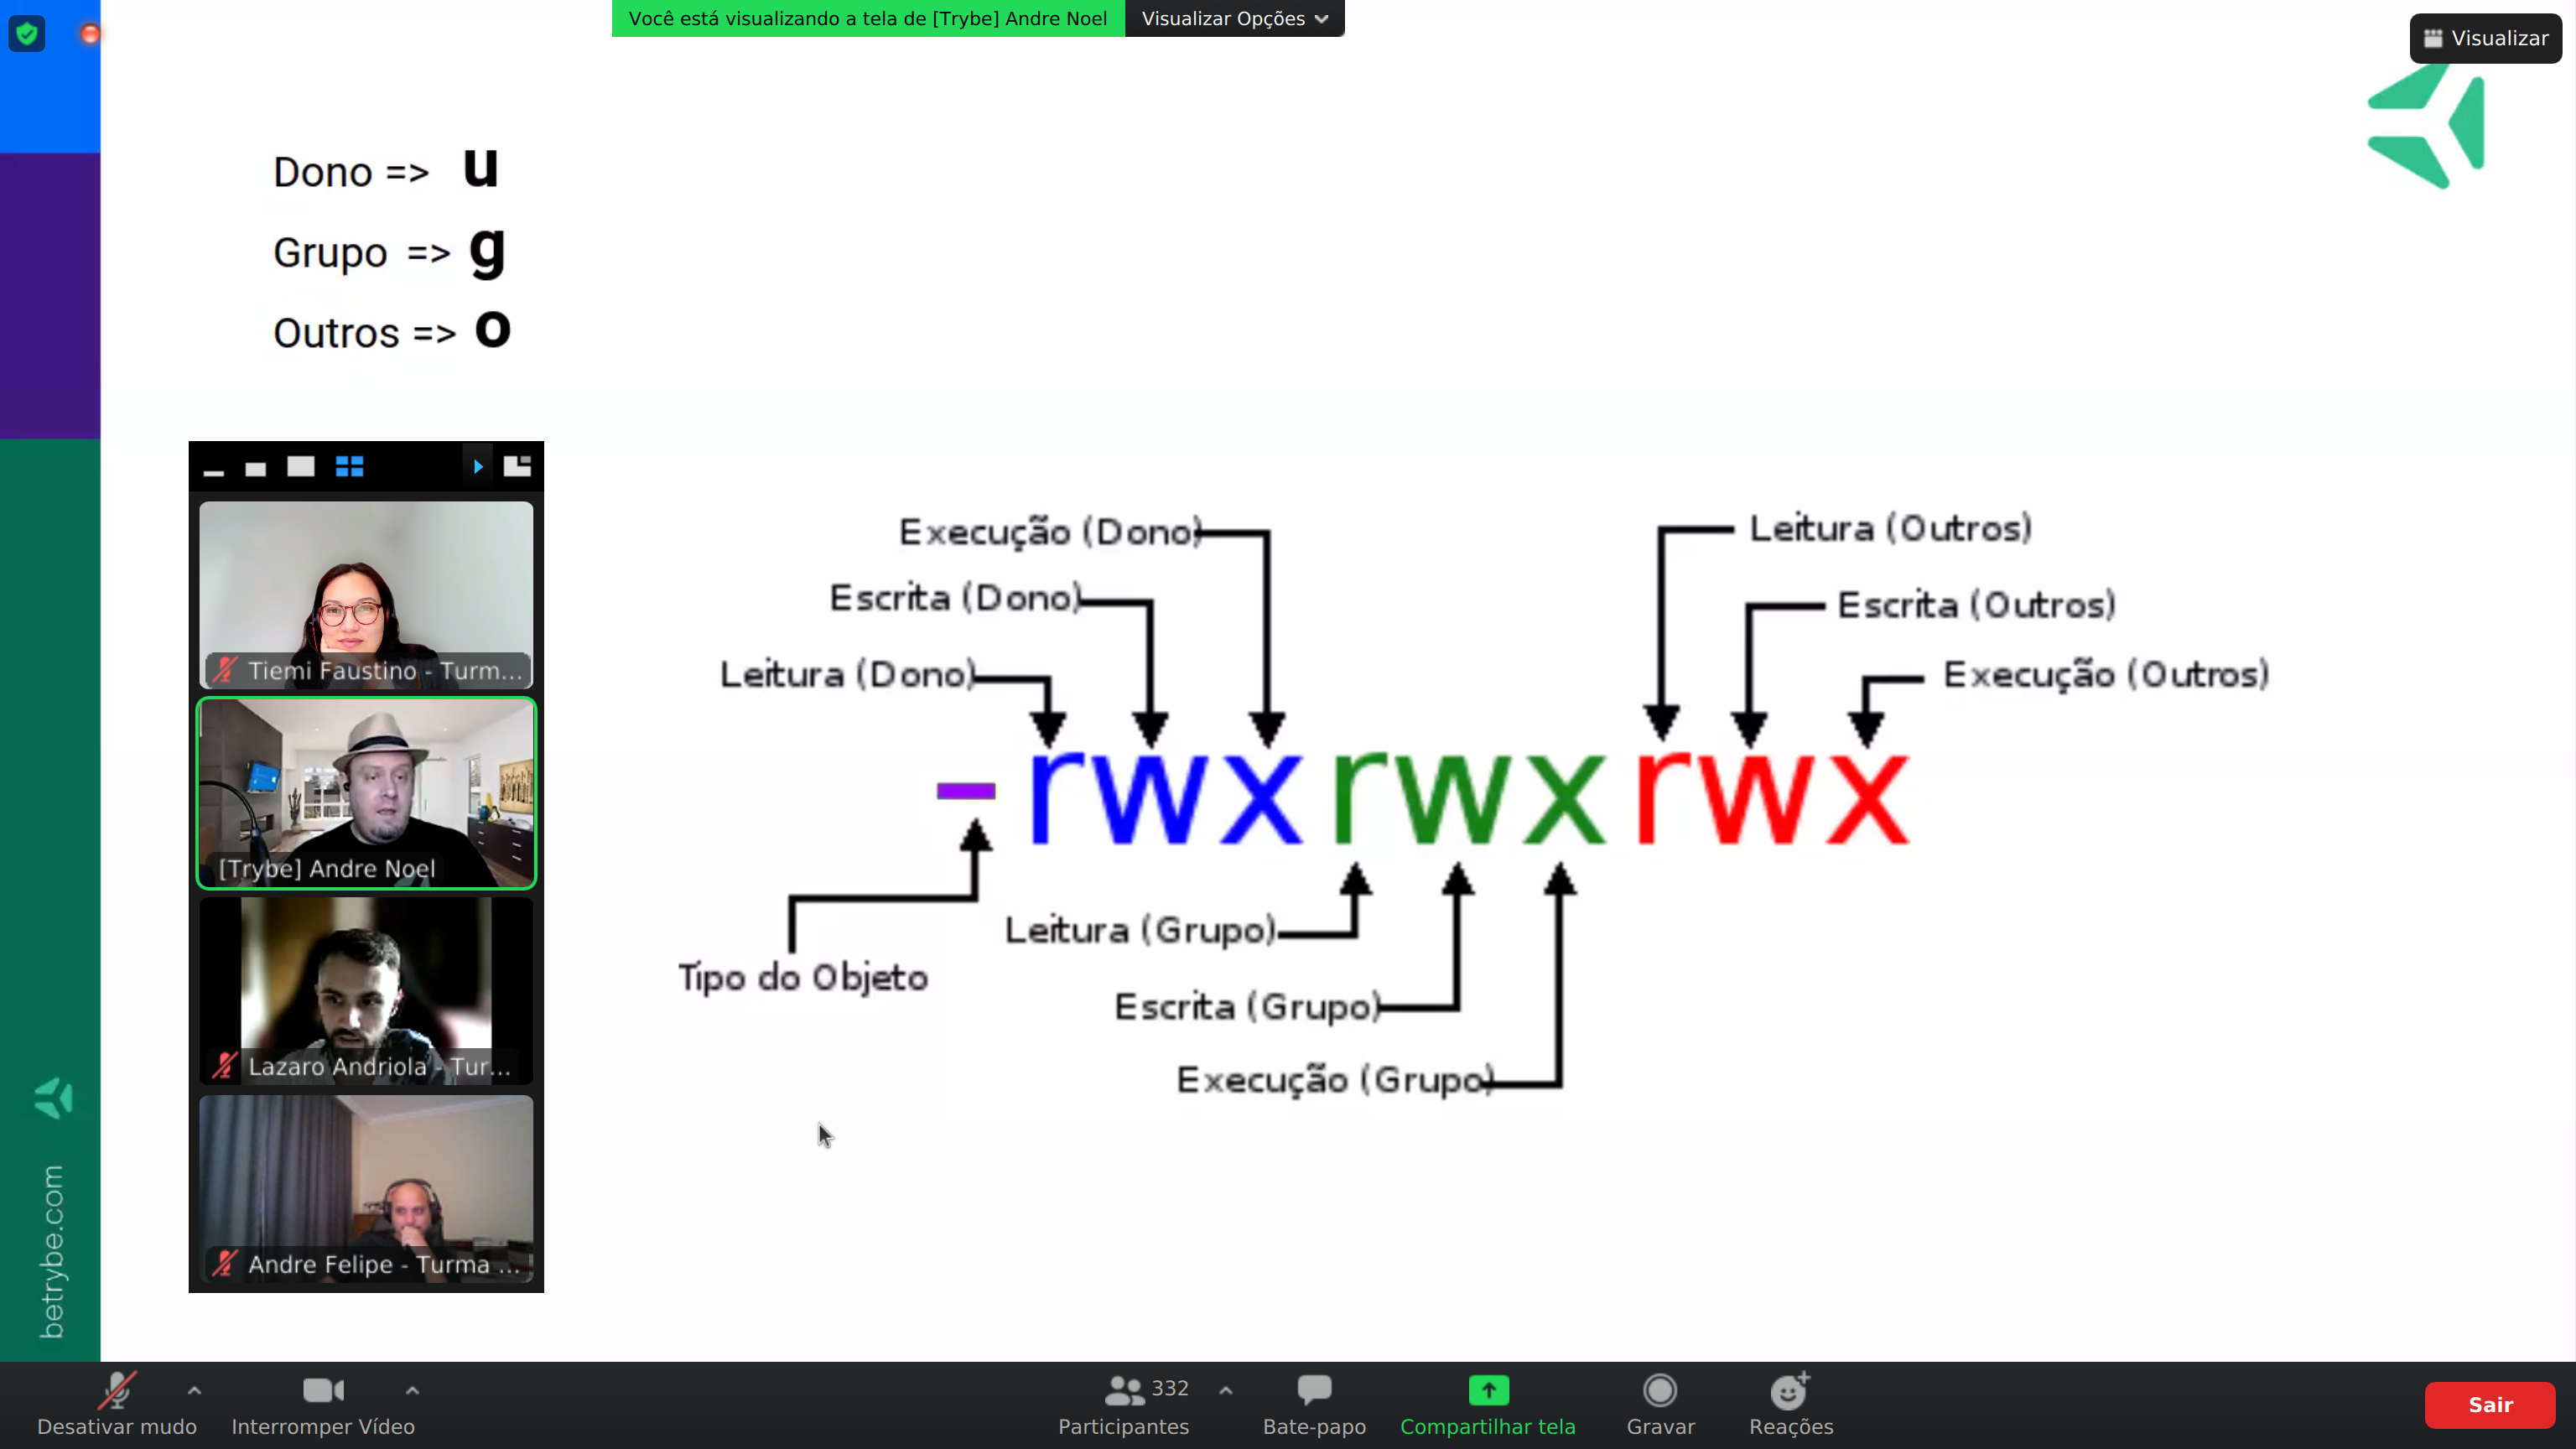 Você está visualizando a tela de [Trybe] Andre Noel
Visualizar Opções
Visualizar
Dono => u
Grupo => g
Outros => o
Tiemi Faustino - Turm...
[Trybe] Andre Noel
Lazaro Andriola - Tur...
Andre Felipe - Turma ...
Execução (Dono)
Escrita (Dono)
Leitura (Dono)
Leitura (Outros)
Escrita (Outros)
Execução (Outros)
- rwx rwx rwx
Tipo do Objeto
Leitura (Grupo)
Escrita (Grupo)
Execução (Grupo)
betrybe.com
Desativar mudo
Interromper Vídeo
332
Participantes
Bate-papo
Compartilhar tela
Gravar
Reações
Sair